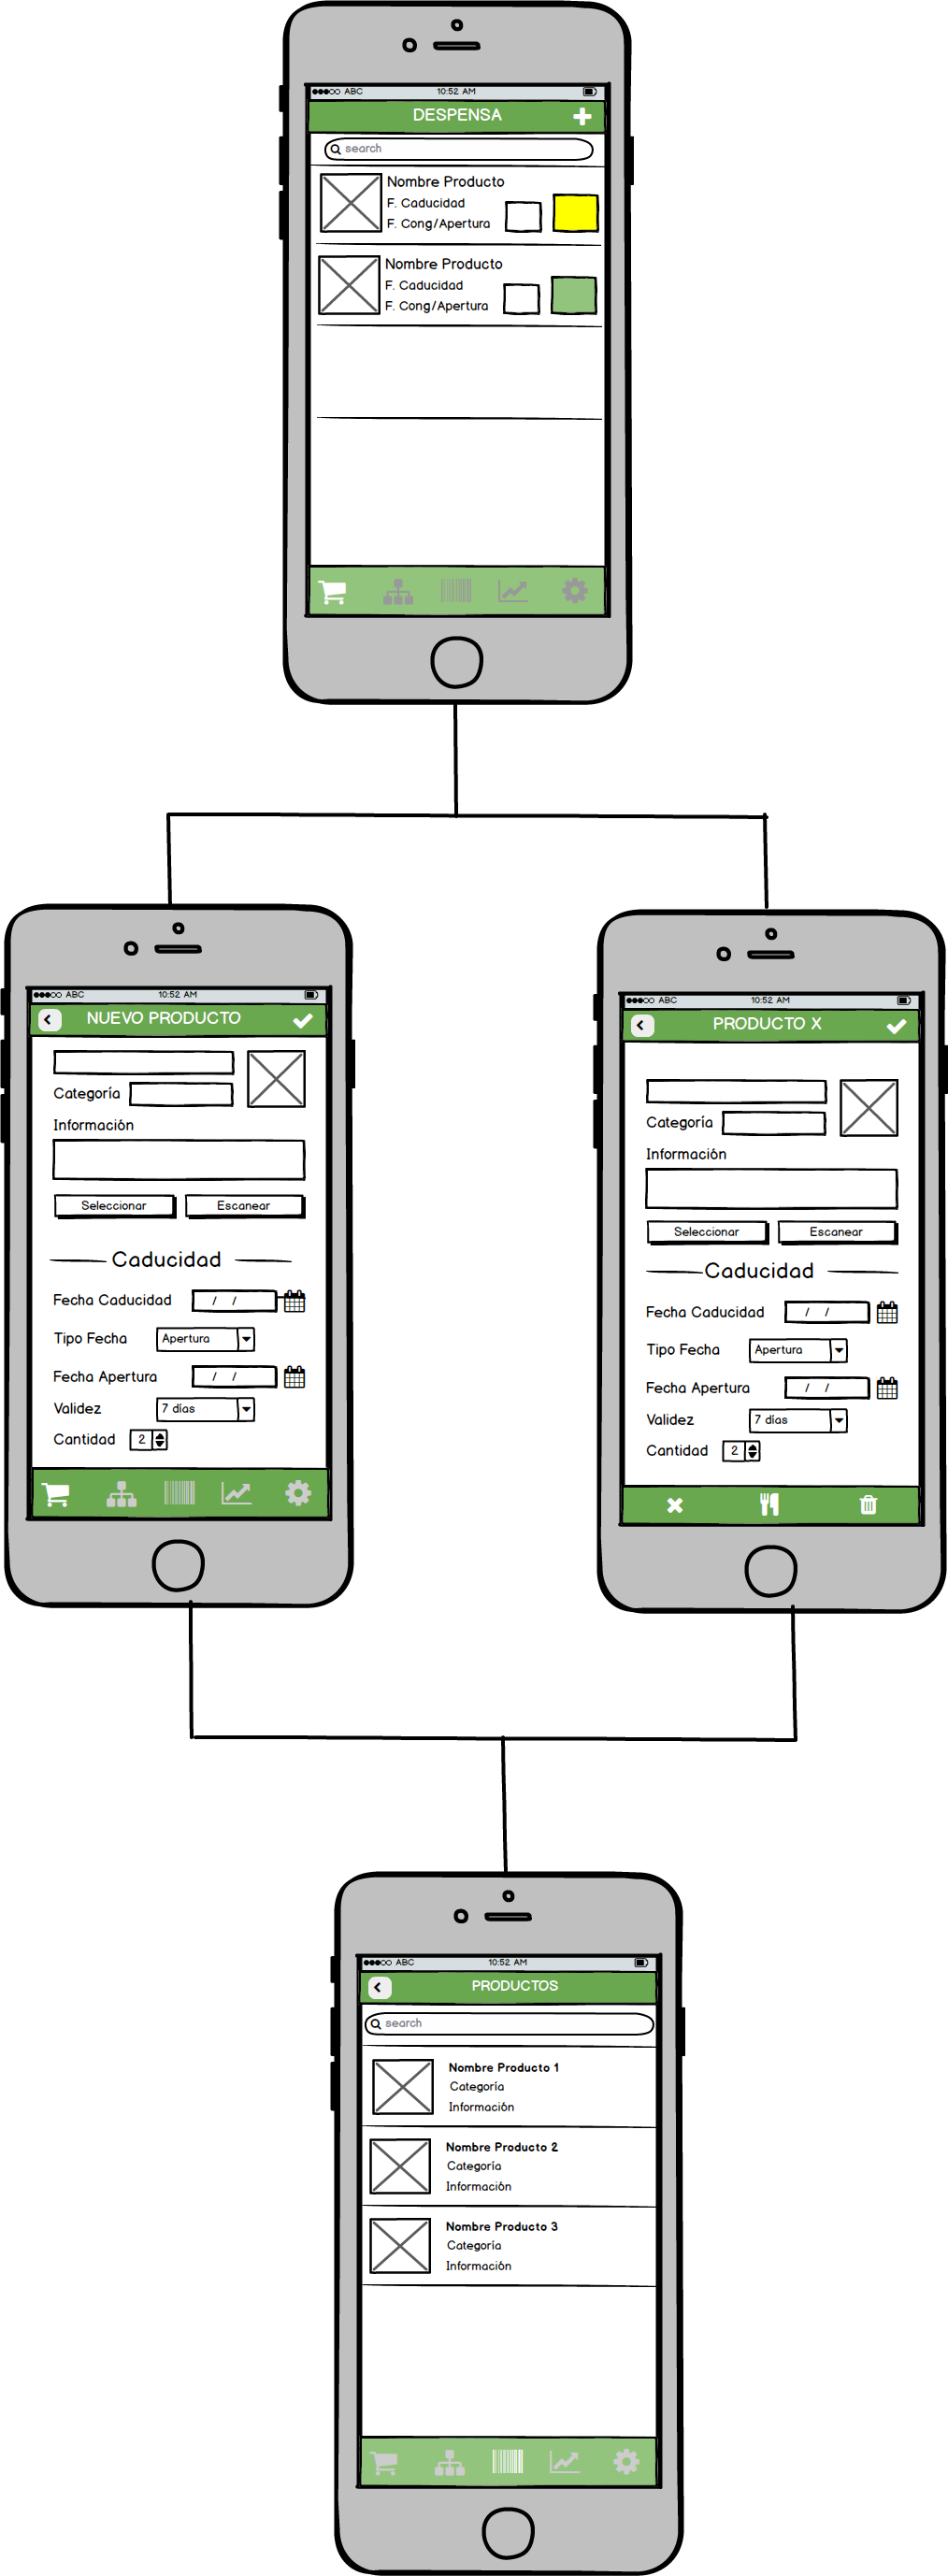 ABC 10:52 AM
DESPENSA
search
Nombre Producto
F. Caducidad
F. Cong/Apertura
Nombre Producto
F. Caducidad
F. Cong/Apertura
ABC 10:52 AM
NUEVO PRODUCTO
Categoría
Información
Seleccionar Escanear
Caducidad
Fecha Caducidad / /
Tipo Fecha Apertura
Fecha Apertura / /
Validez 7 días
Cantidad 2
ABC 10:52 AM
PRODUCTO X
Categoría
Información
Seleccionar Escanear
Caducidad
Fecha Caducidad / /
Tipo Fecha Apertura
Fecha Apertura / /
Validez 7 días
Cantidad 2
ABC 10:52 AM
PRODUCTOS
search
Nombre Producto 1
Categoría
Información
Nombre Producto 2
Categoría
Información
Nombre Producto 3
Categoría
Información